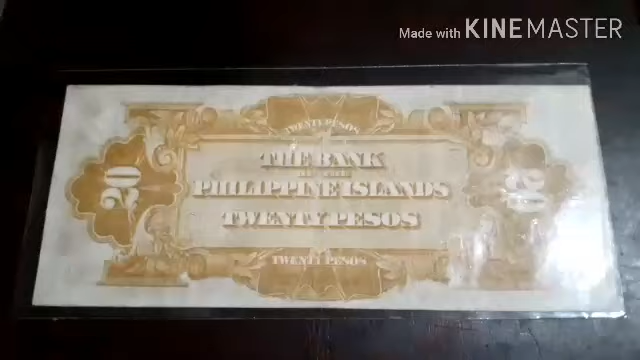 Made with KINEMASTER
TWENTY PESOS
THE BANK
OF THE
PHILIPPINE ISLANDS
TWENTY PESOS
TWENTY PESOS
20
20